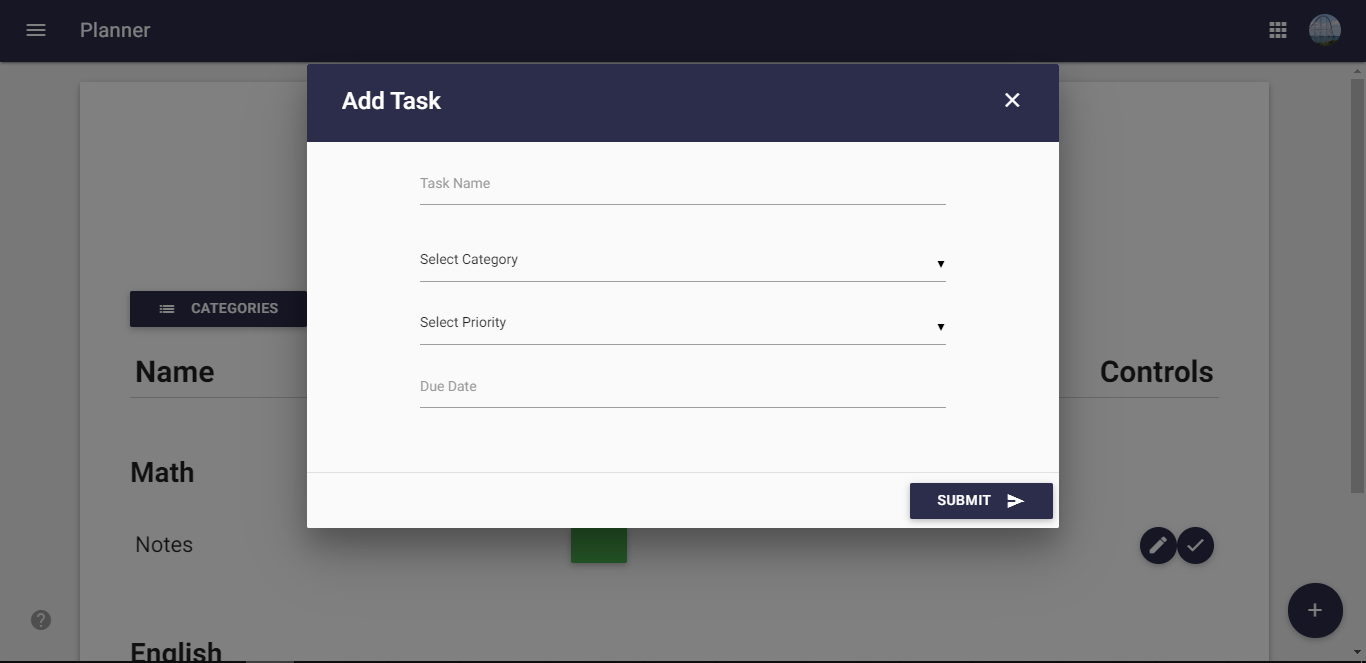 Planner
Add Task
Task Name
Select Category
Select Priority
Due Date
SUBMIT
CATEGORIES
Name
Controls
Math
Notes
English